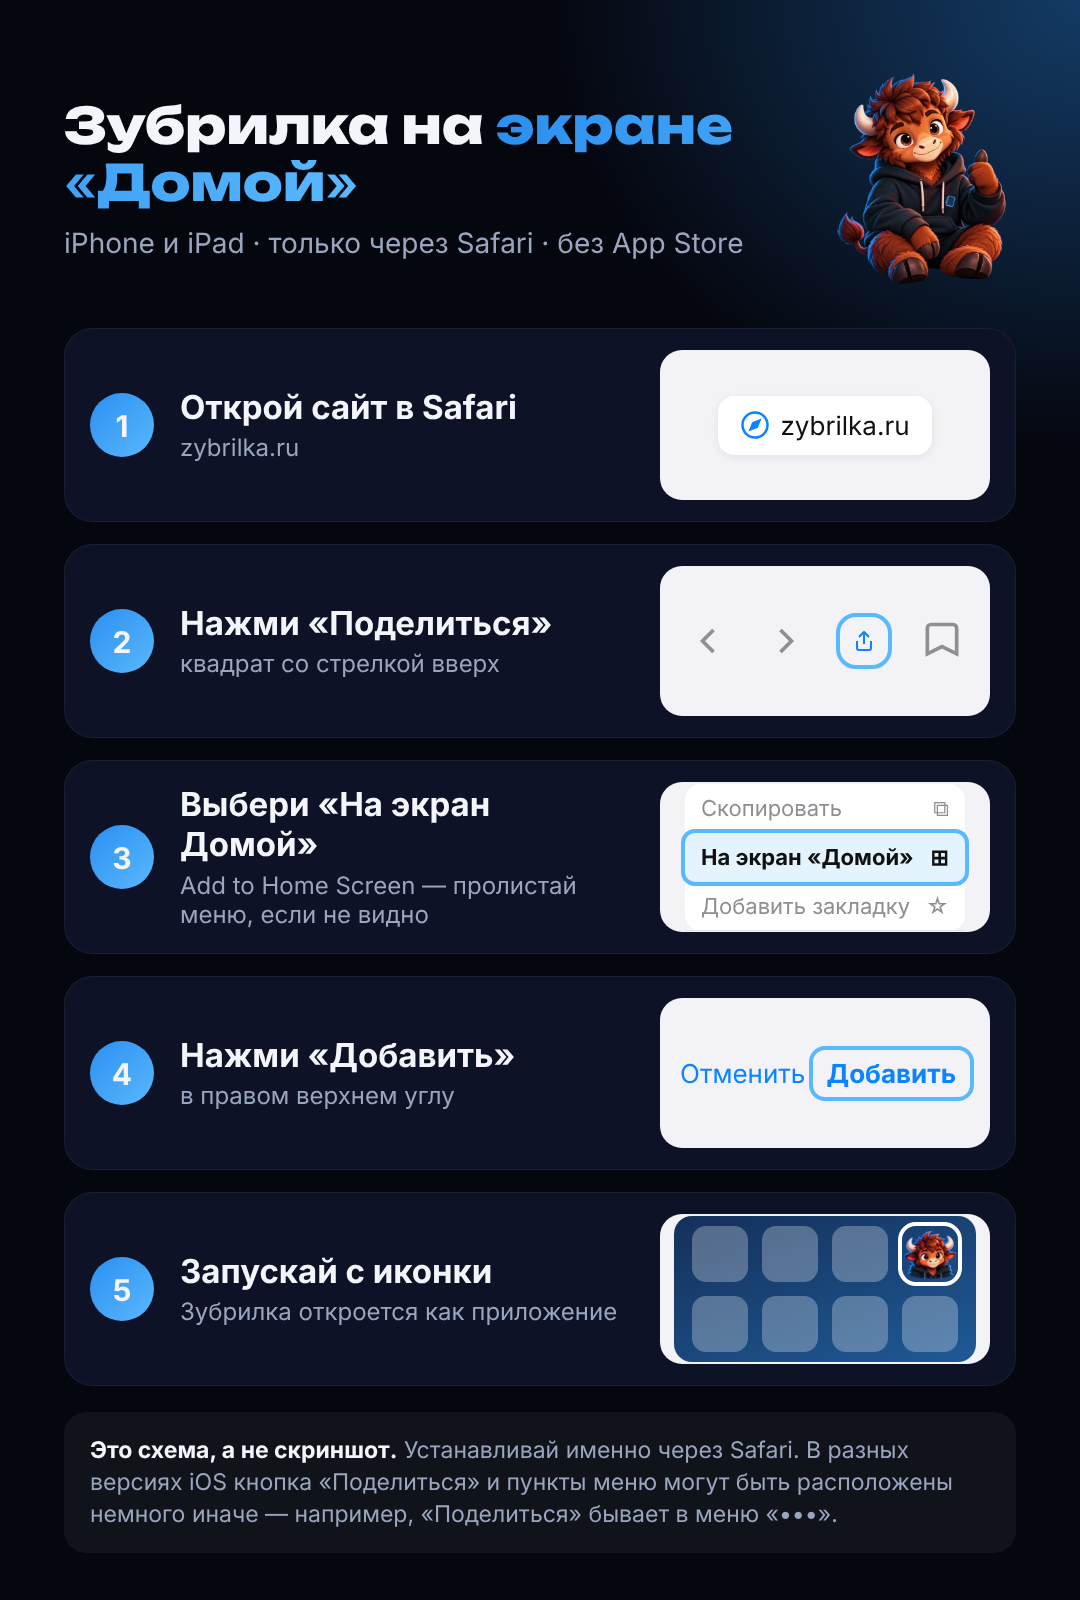 Зубрилка на экране
«Домой»
iPhone и iPad · только через Safari · без App Store
1
Открой сайт в Safari
zybrilka.ru
zybrilka.ru
2
Нажми «Поделиться»
квадрат со стрелкой вверх
3
Выбери «На экран
Домой»
Add to Home Screen — пролистай
меню, если не видно
Скопировать
На экран «Домой»
Добавить закладку
4
Нажми «Добавить»
в правом верхнем углу
Отменить Добавить
5
Запускай с иконки
Зубрилка откроется как приложение
Это схема, а не скриншот. Устанавливай именно через Safari. В разных
версиях iOS кнопка «Поделиться» и пункты меню могут быть расположены
немного иначе — например, «Поделиться» бывает в меню «•••».